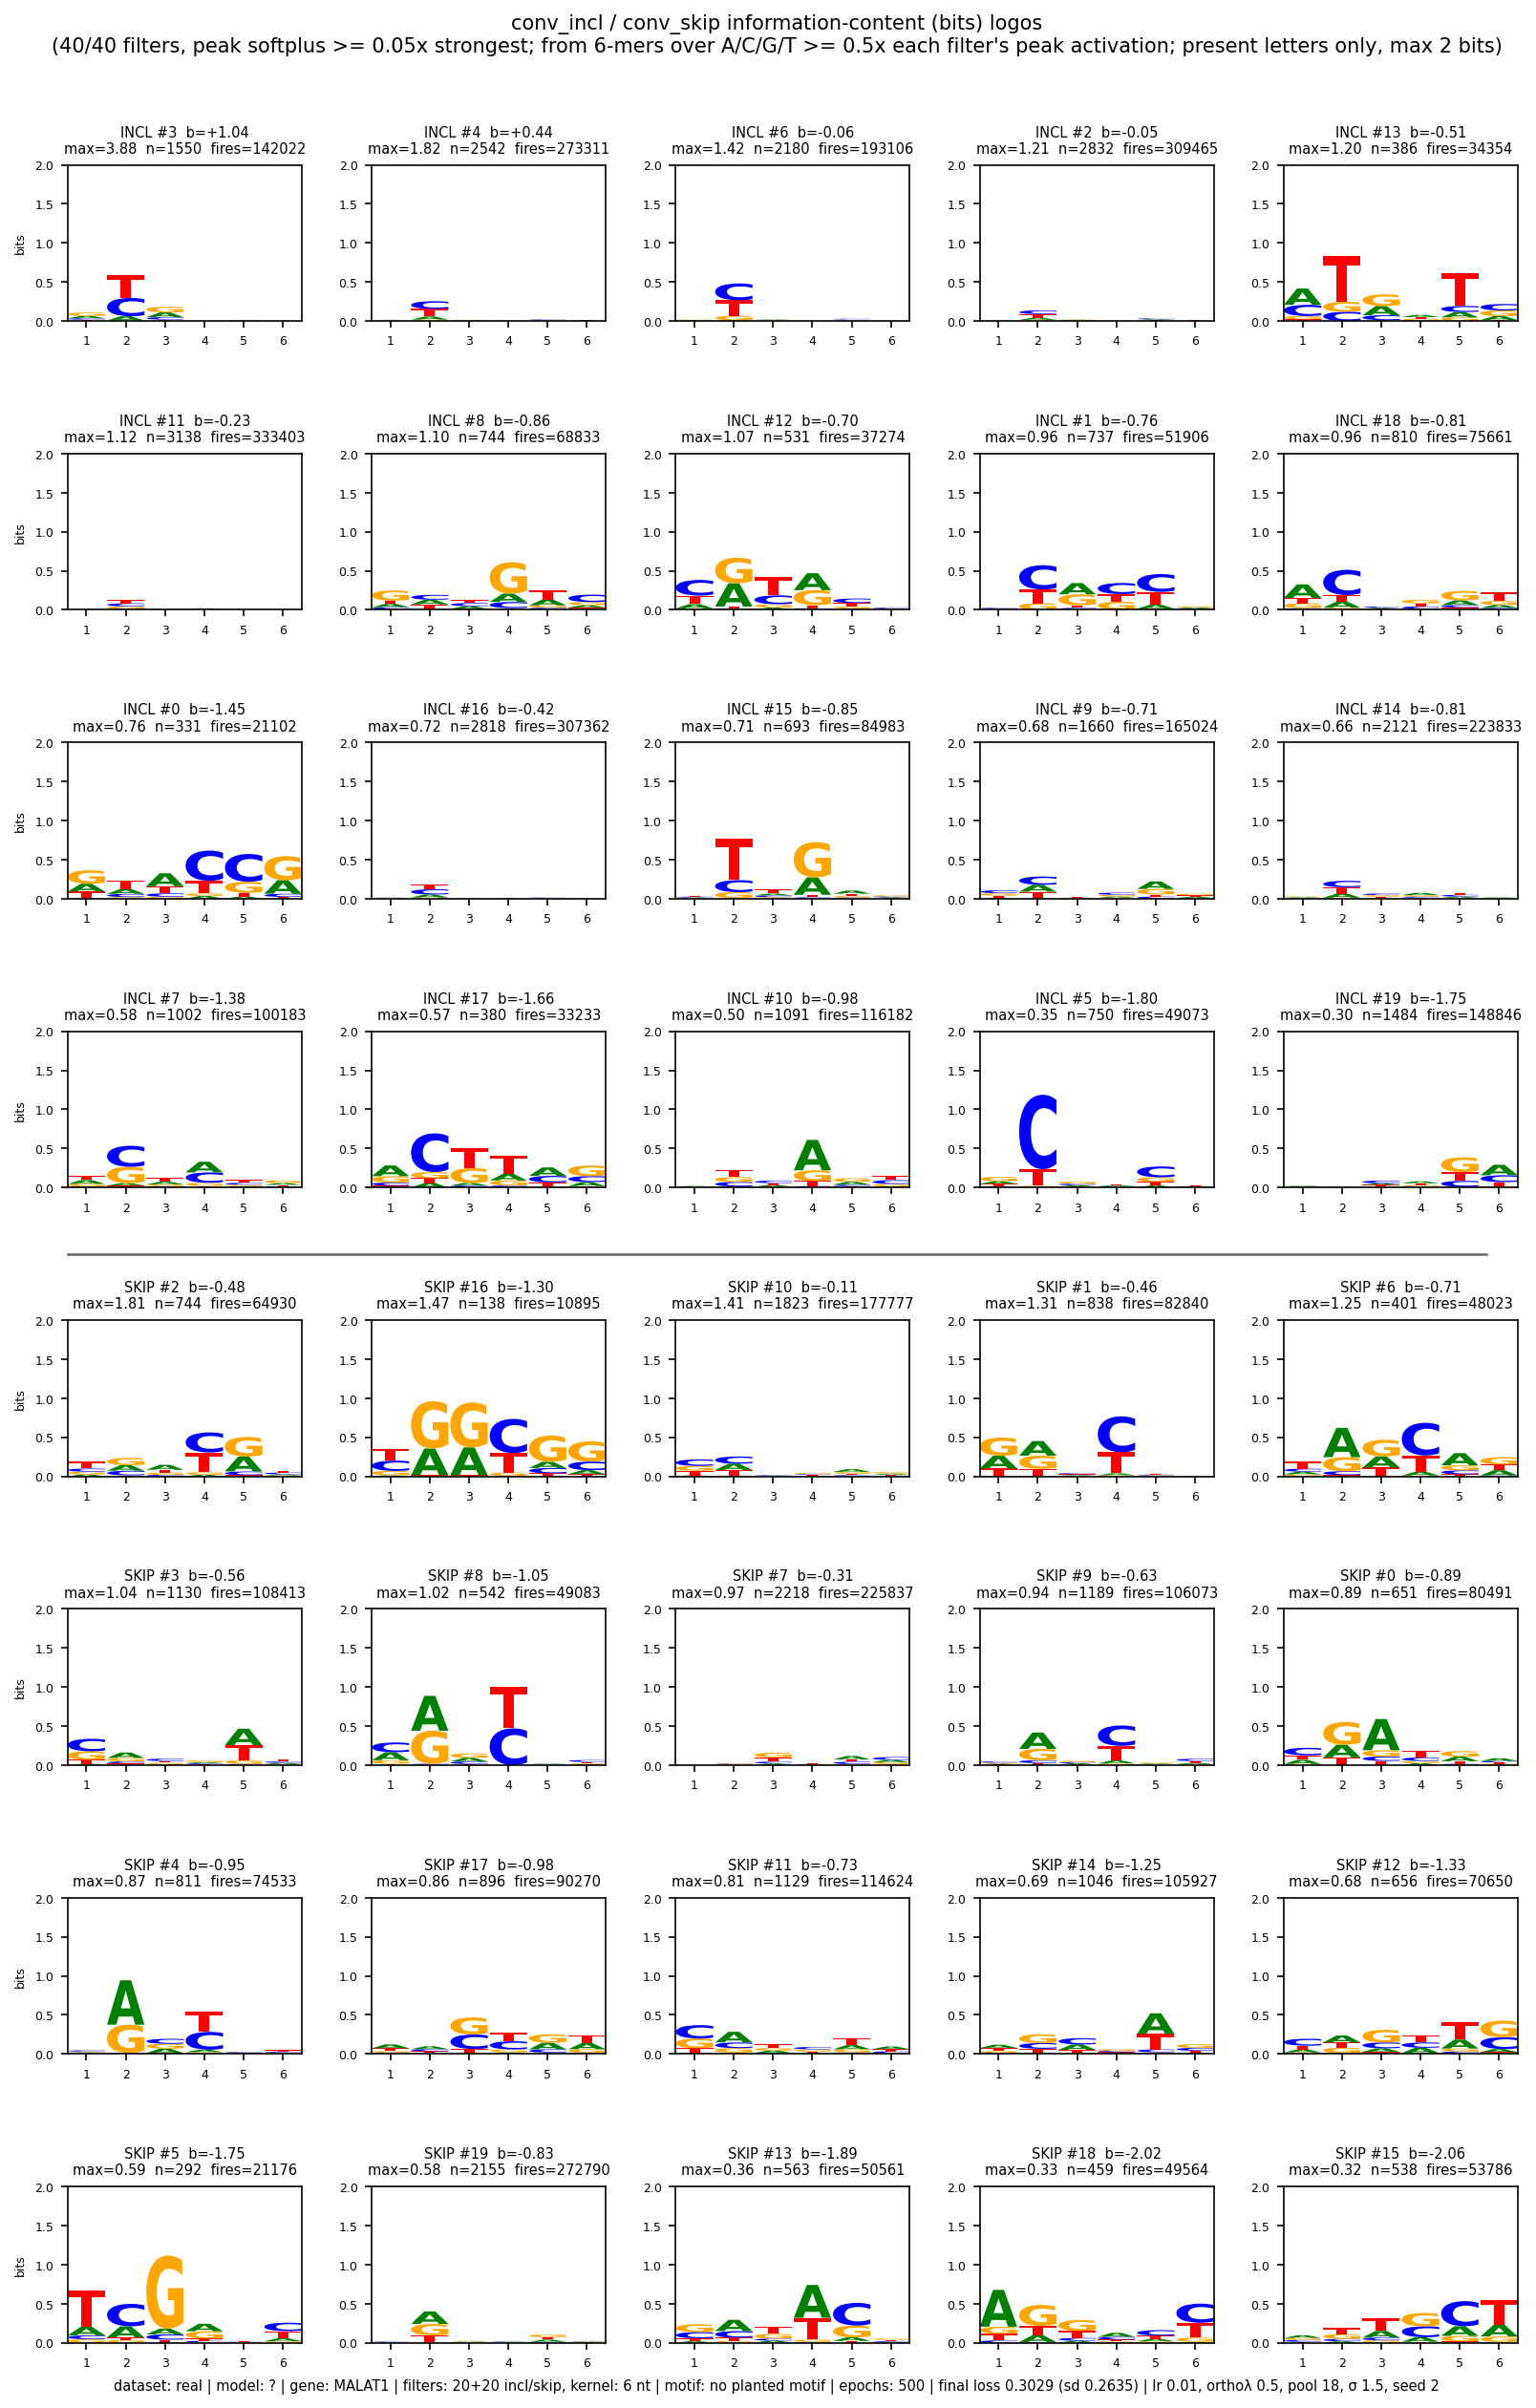 conv_incl / conv_skip information-content (bits) logos
(40/40 filters, peak softplus >= 0.05x strongest; from 6-mers over A/C/G/T >= 0.5x each filter's peak activation; present letters only, max 2 bits)
INCL #3 b=+1.04
max=3.88 n=1550 fires=142022
INCL #4 b=+0.44
max=1.82 n=2542 fires=273311
INCL #6 b=-0.06
max=1.42 n=2180 fires=193106
INCL #2 b=-0.05
max=1.21 n=2832 fires=309465
INCL #13 b=-0.51
max=1.20 n=386 fires=34354
INCL #11 b=-0.23
max=1.12 n=3138 fires=333403
INCL #8 b=-0.86
max=1.10 n=744 fires=68833
INCL #12 b=-0.70
max=1.07 n=531 fires=37274
INCL #1 b=-0.76
max=0.96 n=737 fires=51906
INCL #18 b=-0.81
max=0.96 n=810 fires=75661
INCL #0 b=-1.45
max=0.76 n=331 fires=21102
INCL #16 b=-0.42
max=0.72 n=2818 fires=307362
INCL #15 b=-0.85
max=0.71 n=693 fires=84983
INCL #9 b=-0.71
max=0.68 n=1660 fires=165024
INCL #14 b=-0.81
max=0.66 n=2121 fires=223833
INCL #7 b=-1.38
max=0.58 n=1002 fires=100183
INCL #17 b=-1.66
max=0.57 n=380 fires=33233
INCL #10 b=-0.98
max=0.50 n=1091 fires=116182
INCL #5 b=-1.80
max=0.35 n=750 fires=49073
INCL #19 b=-1.75
max=0.30 n=1484 fires=148846
SKIP #2 b=-0.48
max=1.81 n=744 fires=64930
SKIP #16 b=-1.30
max=1.47 n=138 fires=10895
SKIP #10 b=-0.11
max=1.41 n=1823 fires=177777
SKIP #1 b=-0.46
max=1.31 n=838 fires=82840
SKIP #6 b=-0.71
max=1.25 n=401 fires=48023
SKIP #3 b=-0.56
max=1.04 n=1130 fires=108413
SKIP #8 b=-1.05
max=1.02 n=542 fires=49083
SKIP #7 b=-0.31
max=0.97 n=2218 fires=225837
SKIP #9 b=-0.63
max=0.94 n=1189 fires=106073
SKIP #0 b=-0.89
max=0.89 n=651 fires=80491
SKIP #4 b=-0.95
max=0.87 n=811 fires=74533
SKIP #17 b=-0.98
max=0.86 n=896 fires=90270
SKIP #11 b=-0.73
max=0.81 n=1129 fires=114624
SKIP #14 b=-1.25
max=0.69 n=1046 fires=105927
SKIP #12 b=-1.33
max=0.68 n=656 fires=70650
SKIP #5 b=-1.75
max=0.59 n=292 fires=21176
SKIP #19 b=-0.83
max=0.58 n=2155 fires=272790
SKIP #13 b=-1.89
max=0.36 n=563 fires=50561
SKIP #18 b=-2.02
max=0.33 n=459 fires=49564
SKIP #15 b=-2.06
max=0.32 n=538 fires=53786
dataset: real | model: ? | gene: MALAT1 | filters: 20+20 incl/skip, kernel: 6 nt | motif: no planted motif | epochs: 500 | final loss 0.3029 (sd 0.2635) | lr 0.01, orthoλ 0.5, pool 18, σ 1.5, seed 2